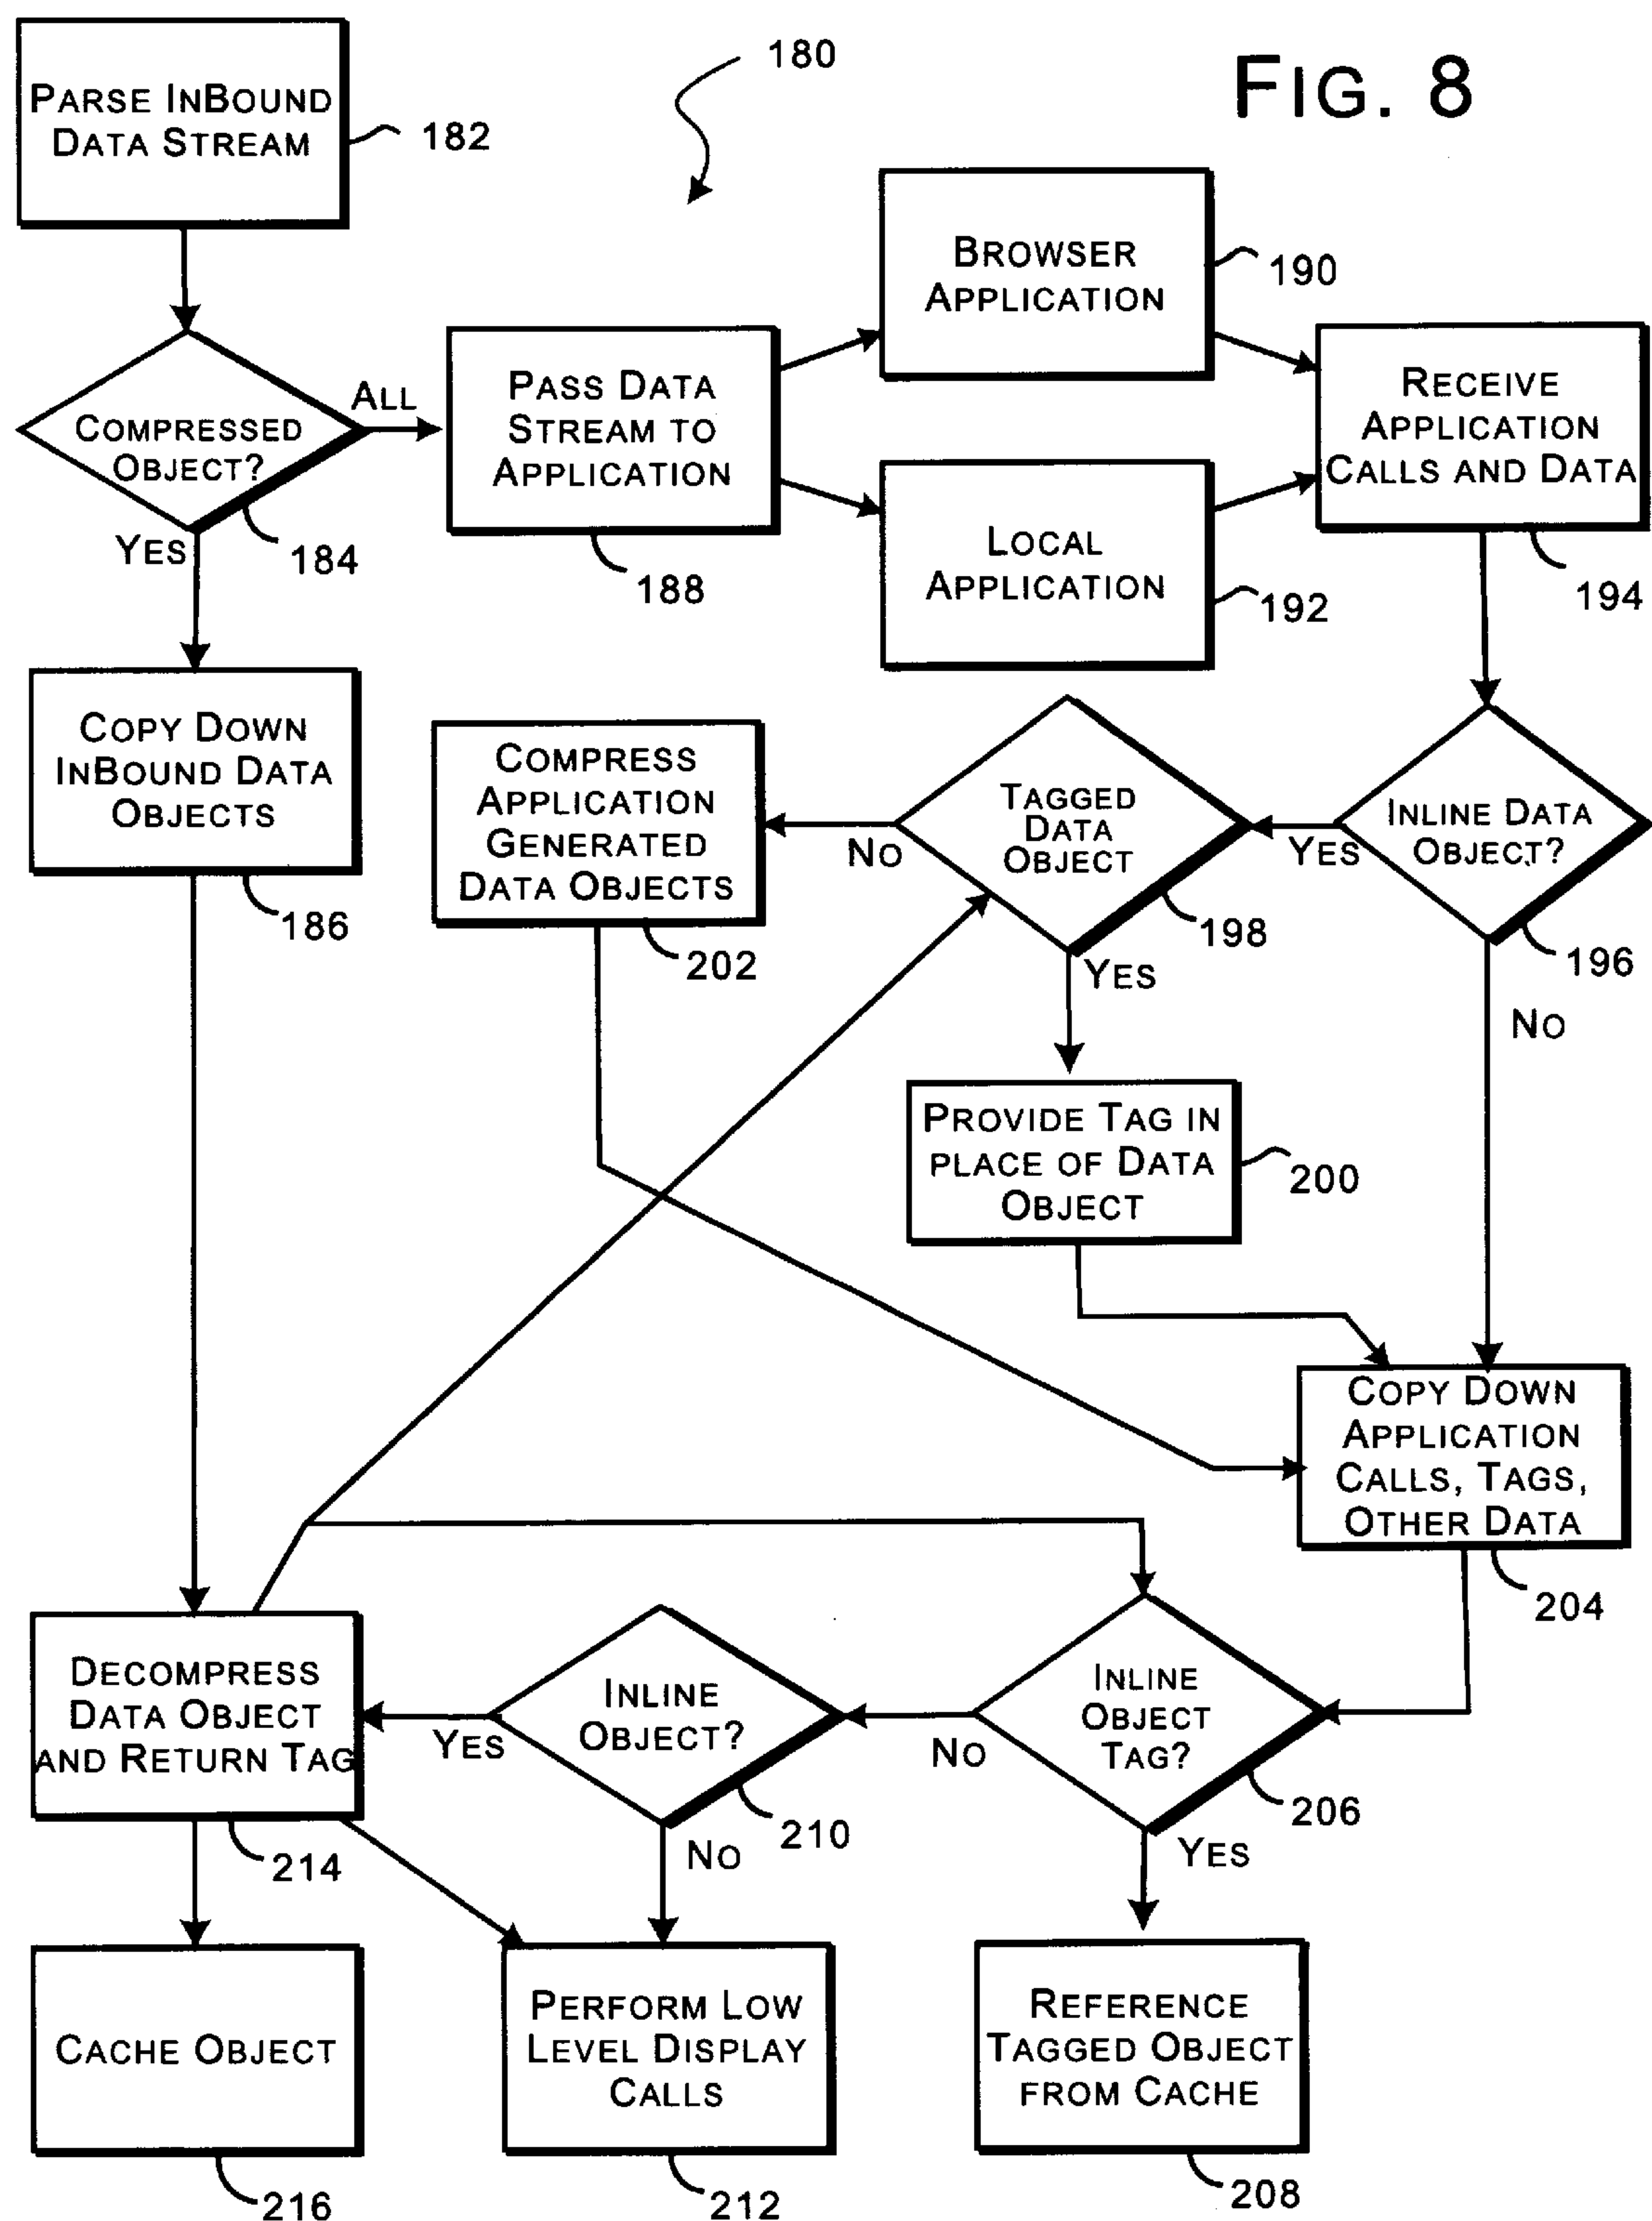 180
FIG. 8
PARSE INBOUND
DATA STREAM
182
BROWSER
APPLICATION
190
COMPRESSED
OBJECT?
ALL
YES
184
PASS DATA
STREAM TO
APPLICATION
188
LOCAL
APPLICATION
192
RECEIVE
APPLICATION
CALLS AND DATA
194
COPY DOWN
INBOUND DATA
OBJECTS
186
COMPRESS
APPLICATION
GENERATED
DATA OBJECTS
202
TAGGED
DATA
OBJECT
NO
YES
198
INLINE DATA
OBJECT?
YES
NO
196
PROVIDE TAG IN
PLACE OF DATA
OBJECT
200
COPY DOWN
APPLICATION
CALLS, TAGS,
OTHER DATA
204
DECOMPRESS
DATA OBJECT
AND RETURN TAG
214
INLINE
OBJECT?
YES
NO
210
INLINE
OBJECT
TAG?
NO
YES
206
CACHE OBJECT
216
PERFORM LOW
LEVEL DISPLAY
CALLS
212
REFERENCE
TAGGED OBJECT
FROM CACHE
208